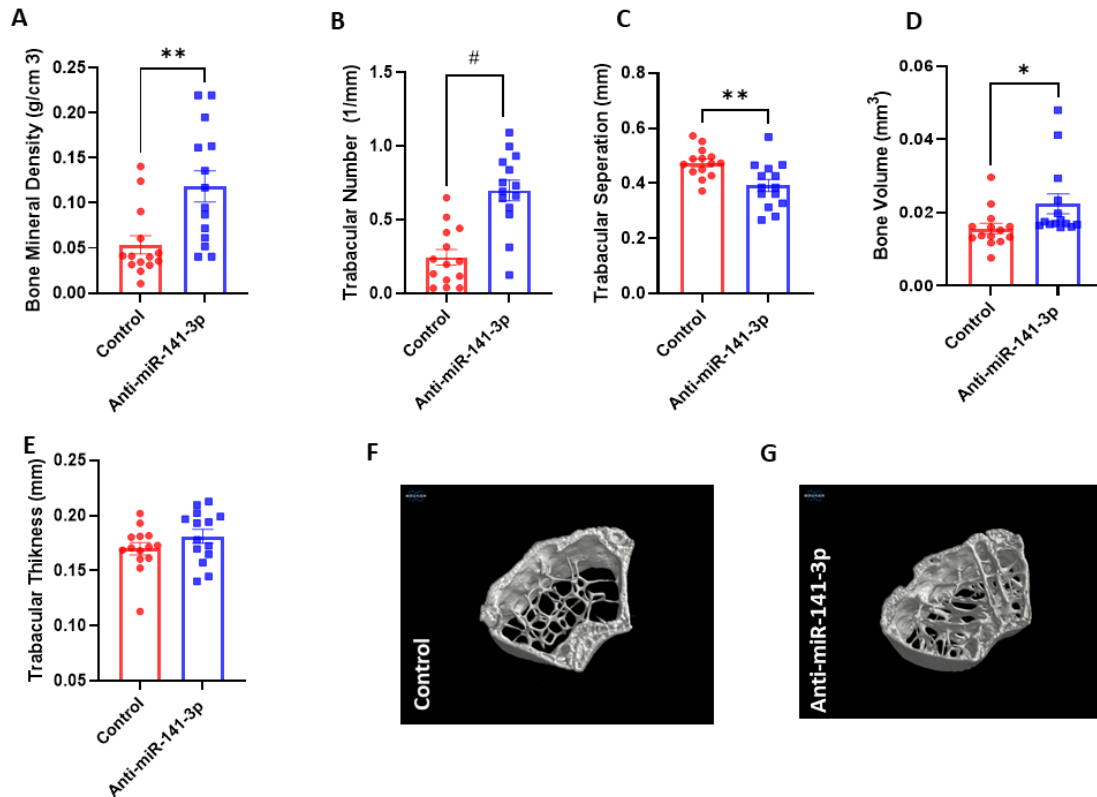 A
Bone Mineral Density (g/cm 3)
0.25
0.20
0.15
0.10
0.05
0.00
**
Control
Anti-miR-141-3p
B
Trabacular Number (1/mm)
1.5
1.0
0.5
0.0
#
Control
Anti-miR-141-3p
C
Trabacular Seperation (mm)
0.8
0.6
0.4
0.2
0.0
**
Control
Anti-miR-141-3p
D
Bone Volume (mm³)
0.06
0.04
0.02
0.00
*
Control
Anti-miR-141-3p
E
Trabacular Thikness (mm)
0.25
0.20
0.15
0.10
0.05
Control
Anti-miR-141-3p
F
Control
G
Anti-miR-141-3p